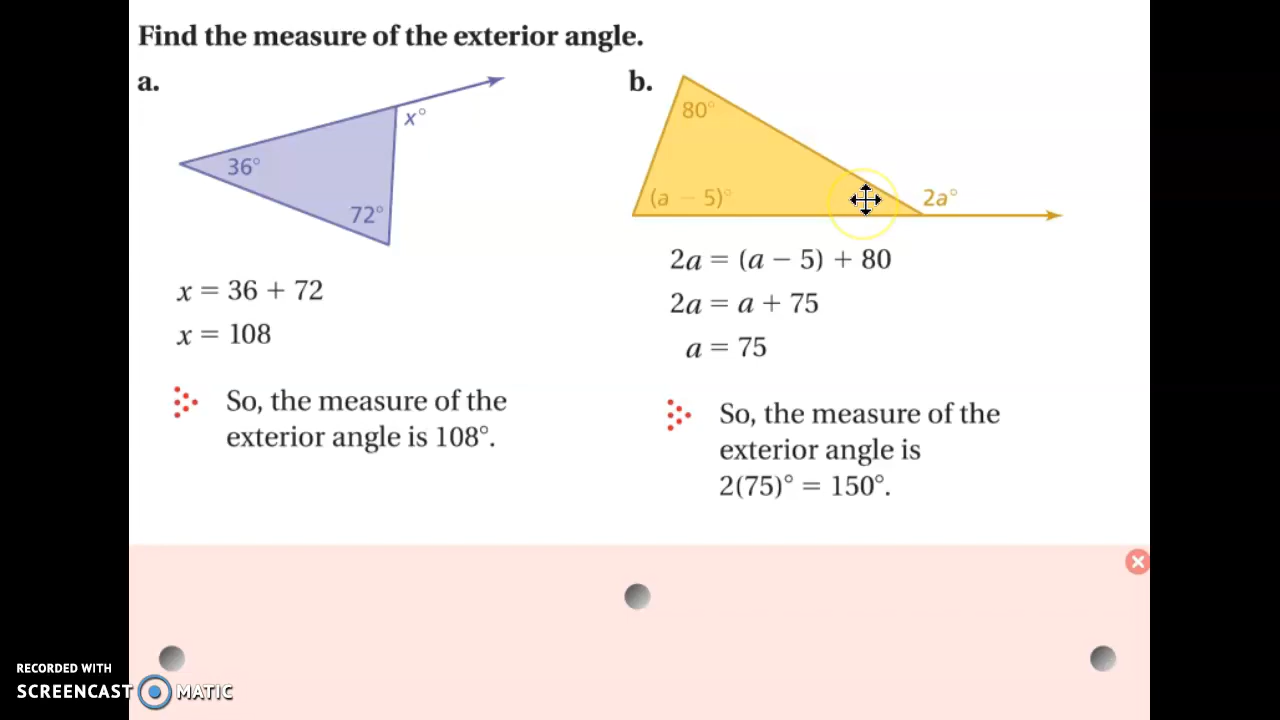 Find the measure of the exterior angle.
a.
x°
36°
72°
x = 36 + 72
x = 108
So, the measure of the
exterior angle is 108°.
b.
80°
(a − 5)°
2a°
2a = (a − 5) + 80
2a = a + 75
a = 75
So, the measure of the
exterior angle is
2(75)° = 150°.
RECORDED WITH
SCREENCAST MATIC